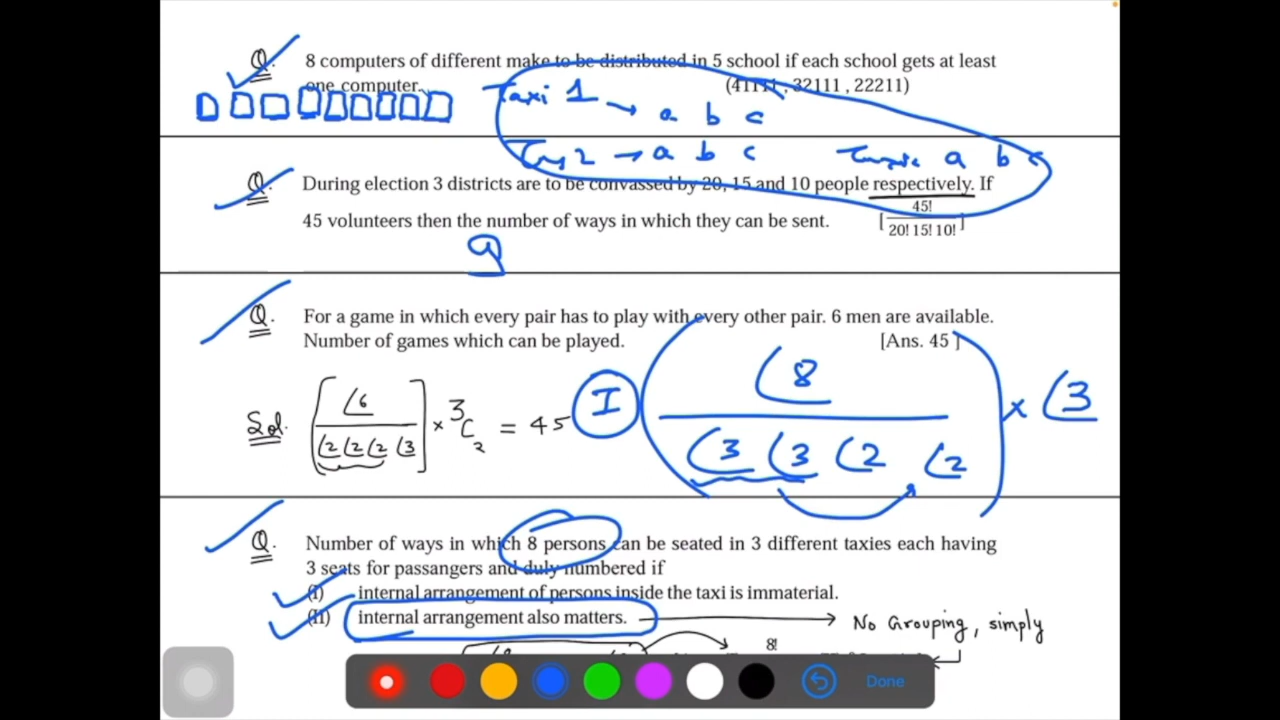 Q. 8 computers of different make to be distributed in 5 school if each school gets at least
one computer. (41111 , 32111 , 22211)
Taxi 1 → a b c
→ a b c a b c
Q. During election 3 districts are to be convassed by 20, 15 and 10 people respectively. If
45 volunteers then the number of ways in which they can be sent. [45!/20! 15! 10!]
9
Q. For a game in which every pair has to play with every other pair. 6 men are available.
Number of games which can be played. [Ans. 45 ]
Sol. [∠6/∠2 ∠2 ∠2 ∠3] × ³C₂ = 45
I (∠8/∠3 ∠3 ∠2 ∠2) × ∠3
Q. Number of ways in which 8 persons can be seated in 3 different taxies each having
3 seats for passangers and duly numbered if
(I) internal arrangement of persons inside the taxi is immaterial.
(II) internal arrangement also matters. → No Grouping, simply
8!
Done